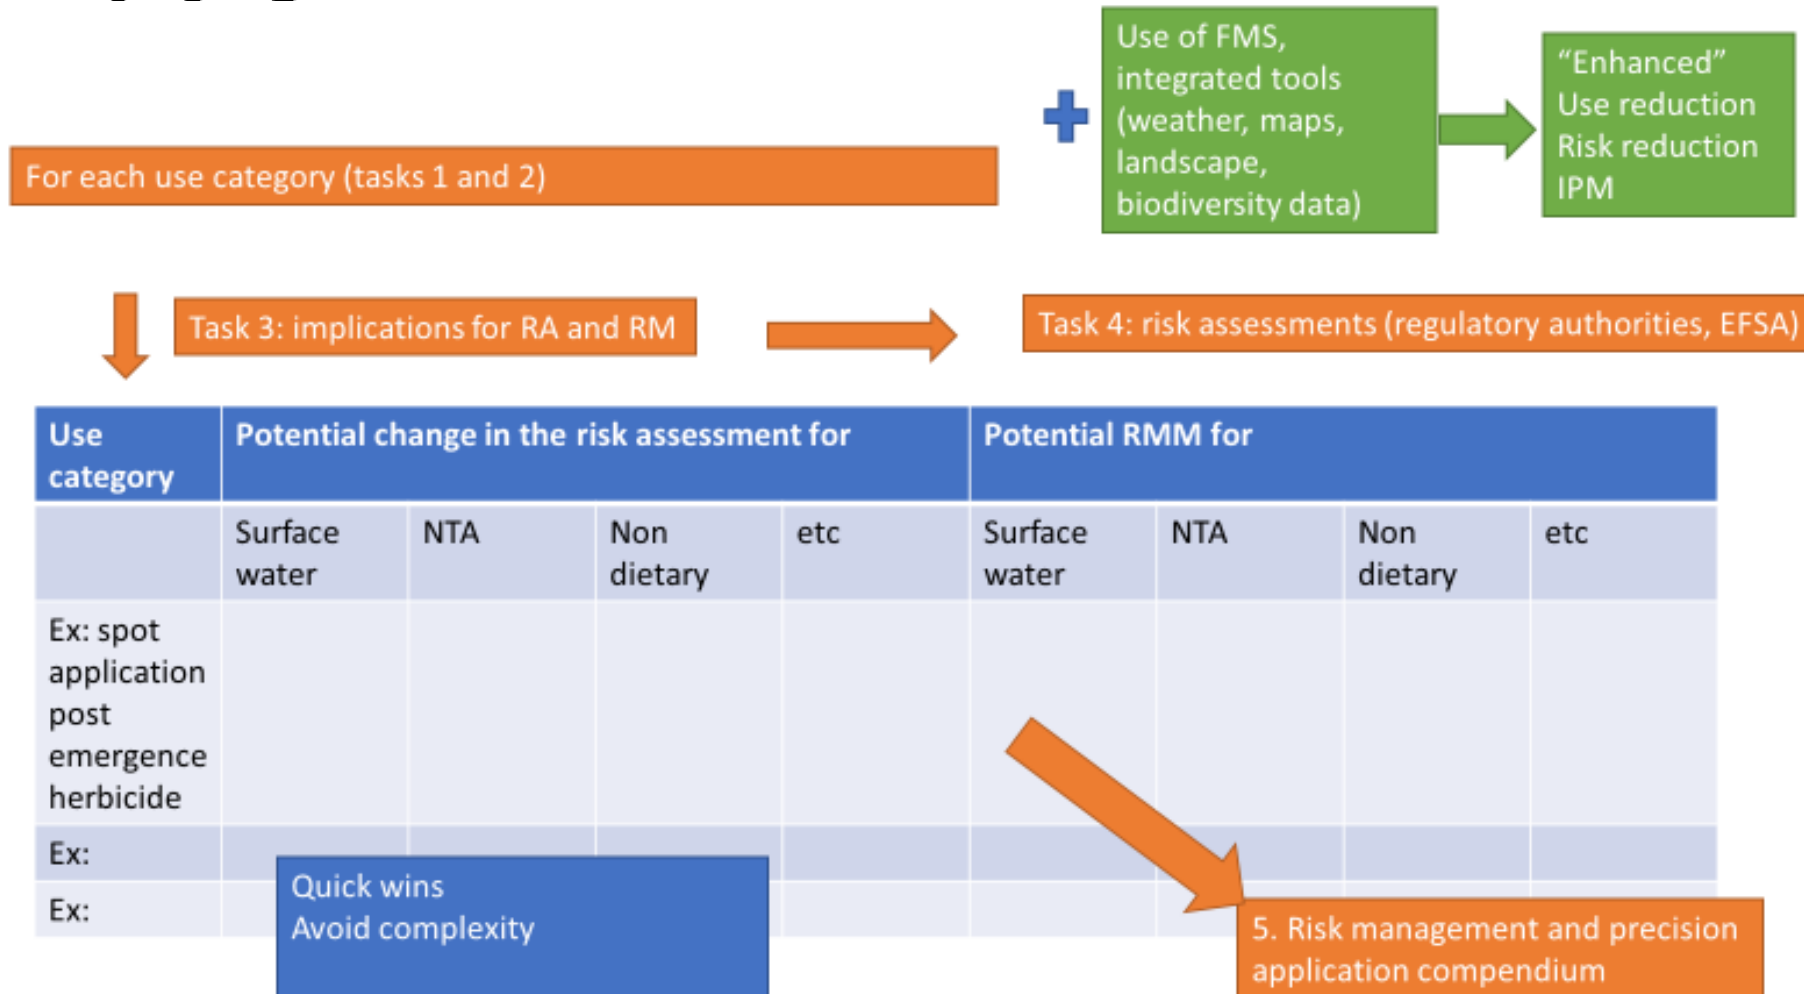 Use of FMS,
integrated tools
(weather, maps,
landscape,
biodiversity data)
“Enhanced”
Use reduction
Risk reduction
IPM
For each use category (tasks 1 and 2)
Task 3: implications for RA and RM
Task 4: risk assessments (regulatory authorities, EFSA)
Use
category
Potential change in the risk assessment for
Potential RMM for
Surface
water
NTA
Non
dietary
etc
Surface
water
NTA
Non
dietary
etc
Ex: spot
application
post
emergence
herbicide
Ex:
Ex:
Quick wins
Avoid complexity
5. Risk management and precision
application compendium